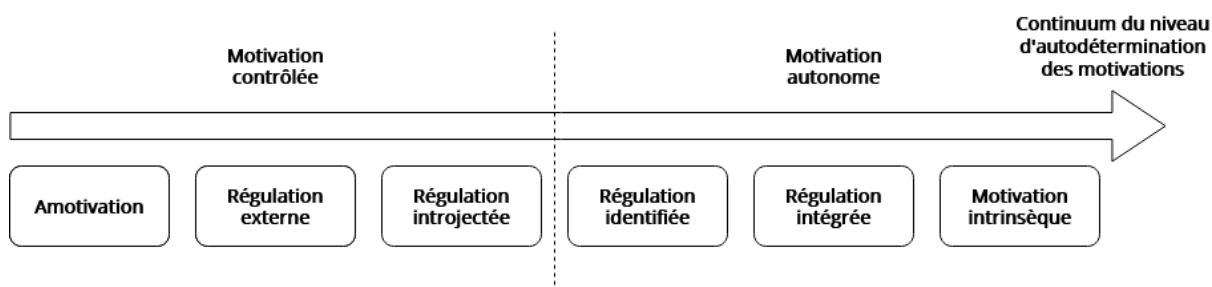 Continuum du niveau
d'autodétermination
des motivations
Motivation
contrôlée
Motivation
autonome
Amotivation
Régulation
externe
Régulation
introjectée
Régulation
identifiée
Régulation
intégrée
Motivation
intrinsèque